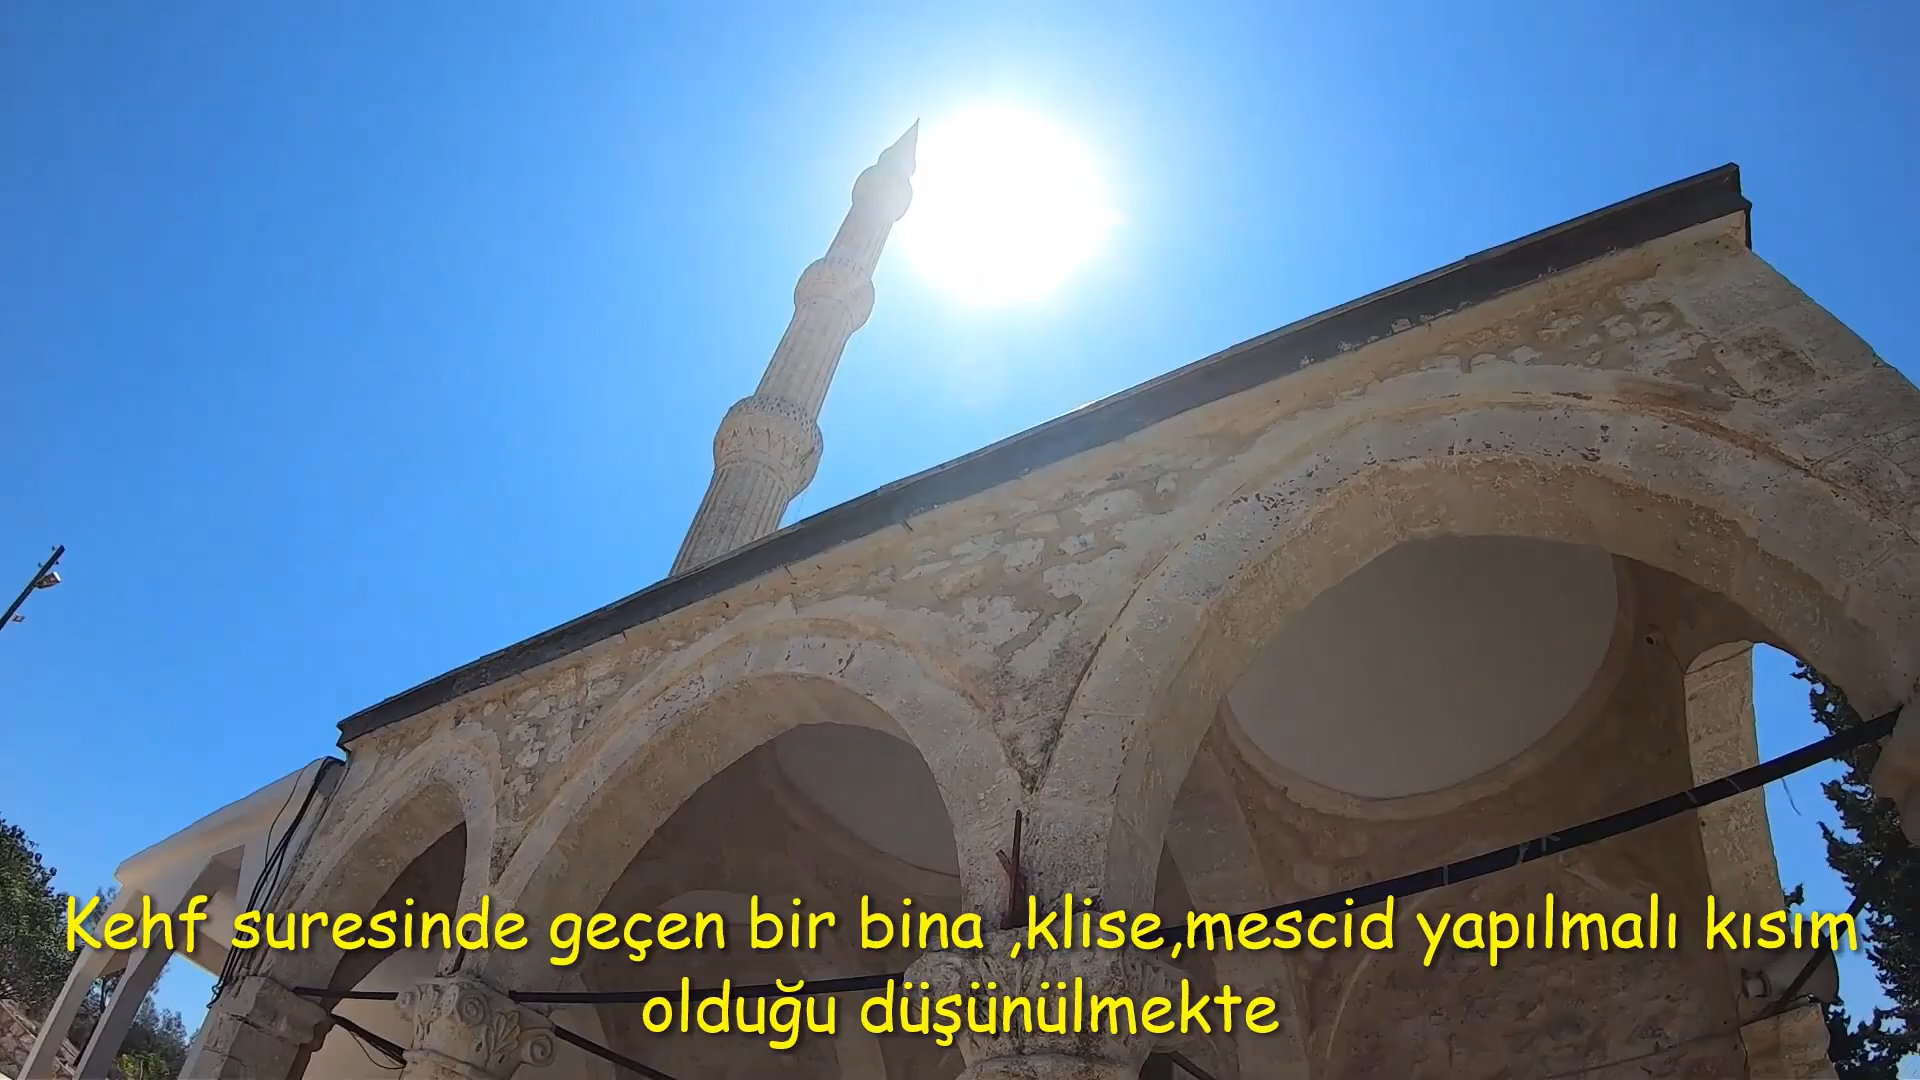 Kehf suresinde geçen bir bina ,klise,mescid yapılmalı kısım
olduğu düşünülmekte